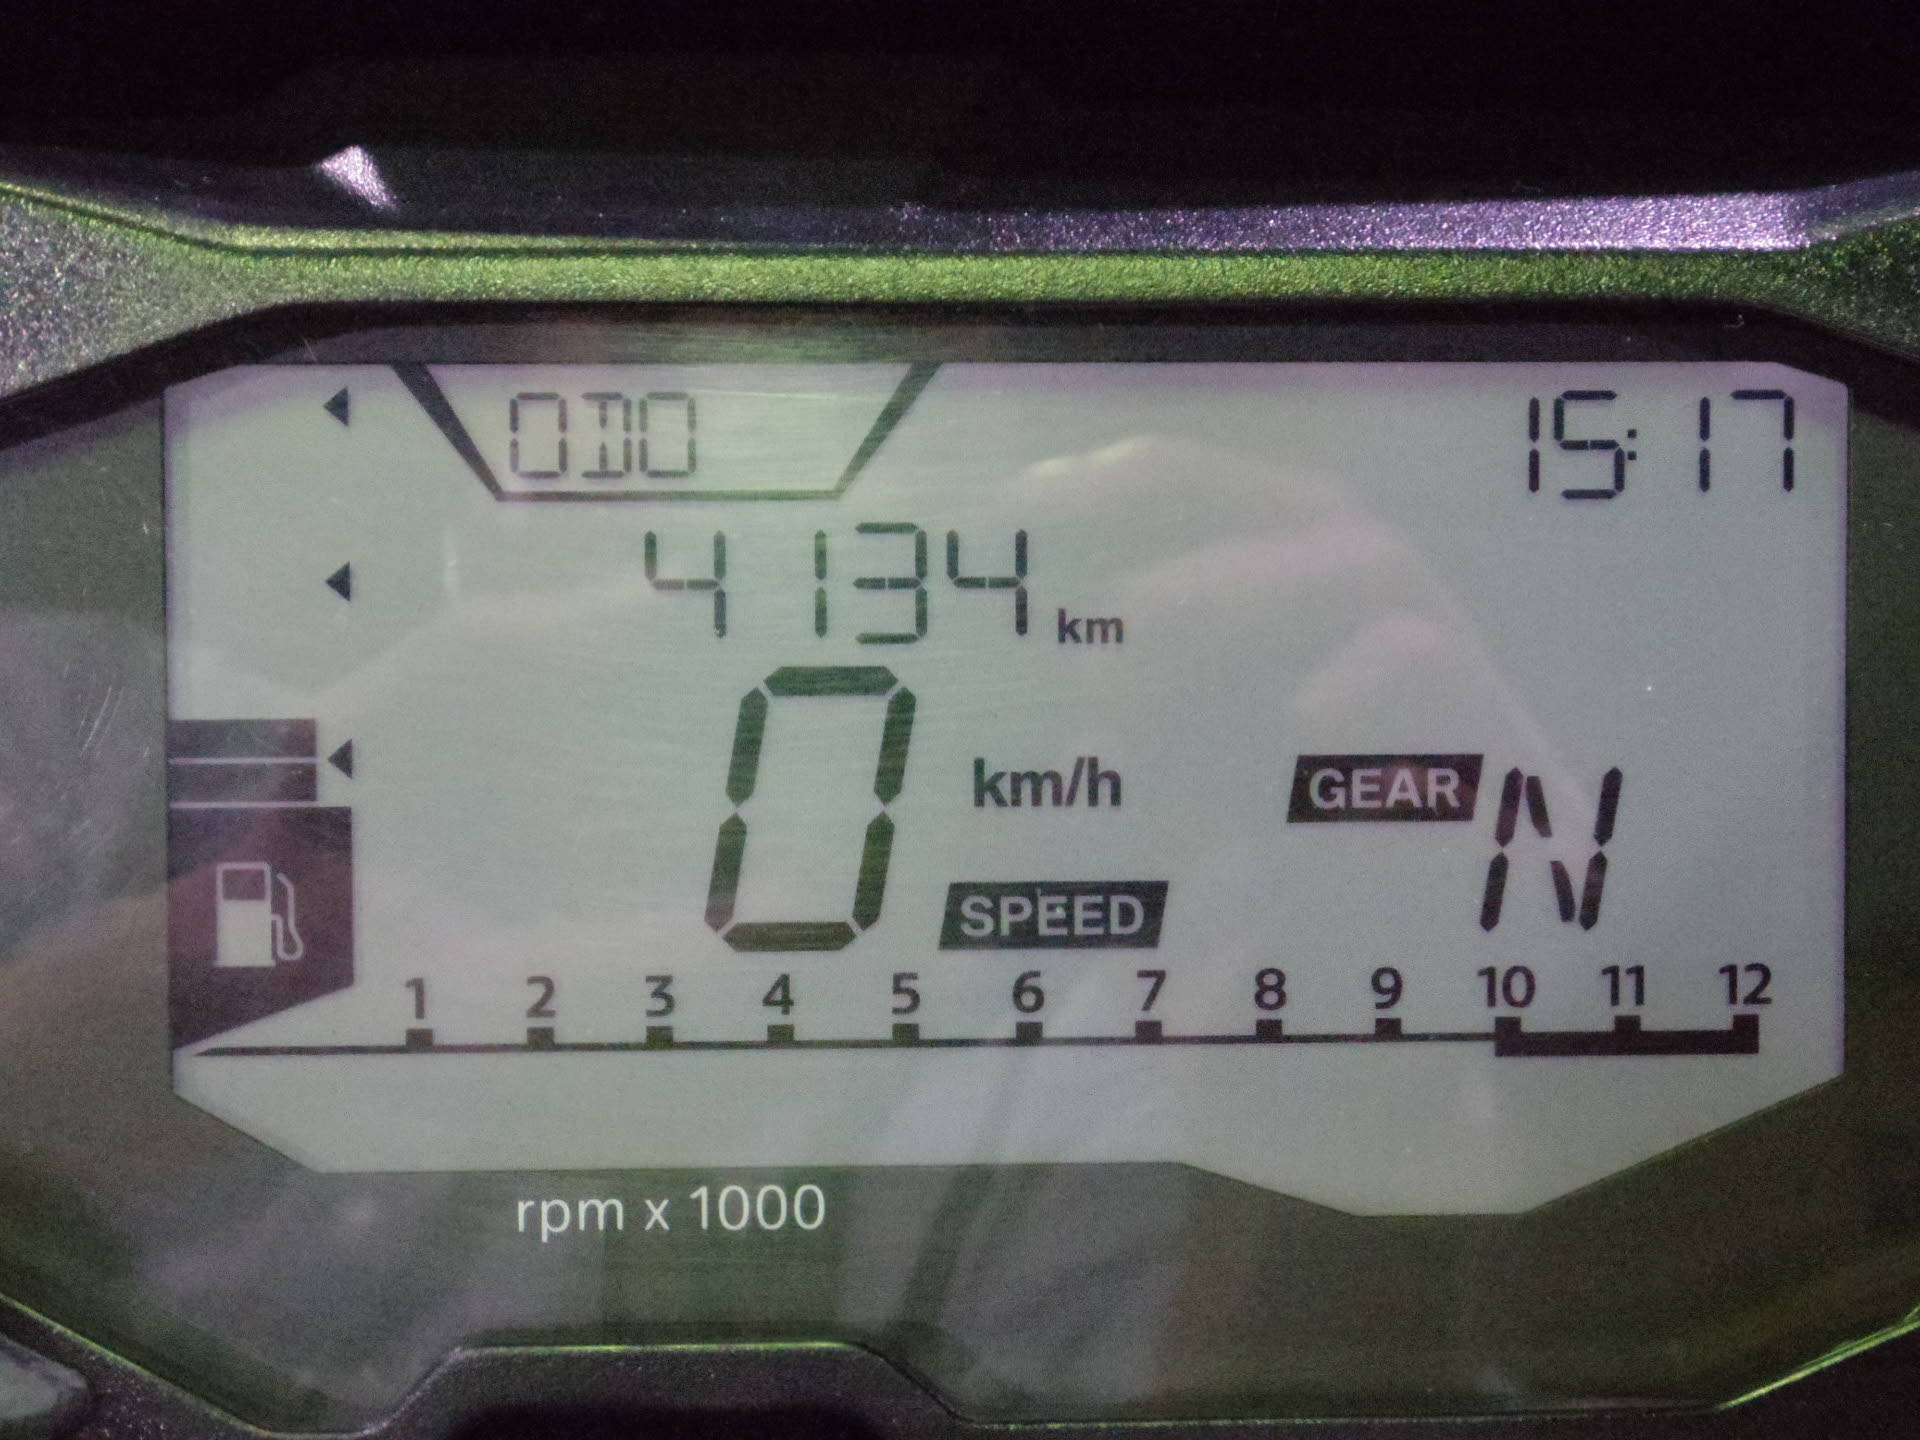 ODO 15:17
4134 km
0 km/h GEAR N
SPEED
1 2 3 4 5 6 7 8 9 10 11 12
rpm x 1000